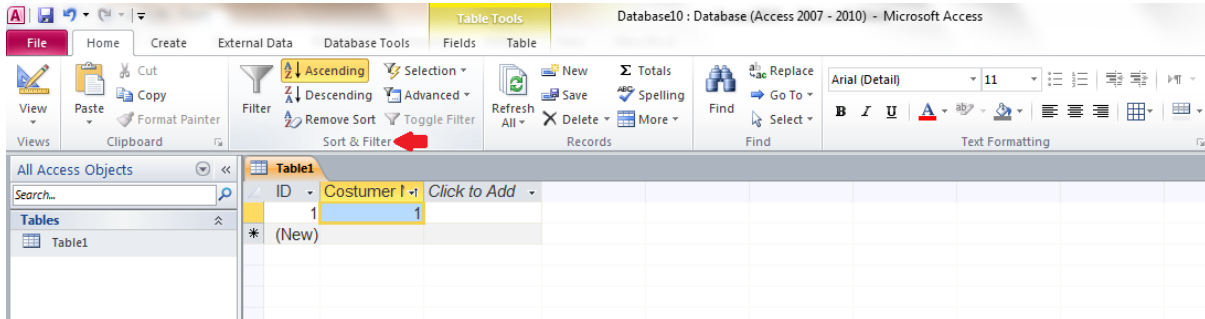 A Table Tools Database10 : Database (Access 2007 - 2010) - Microsoft Access
File Home Create External Data Database Tools Fields Table
View
Views
Paste
Cut
Copy
Format Painter
Clipboard
Filter
Ascending
Descending
Remove Sort
Selection
Advanced
Toggle Filter
Sort & Filter
Refresh
All
New
Save
Delete
Totals
Spelling
More
Records
Find
Replace
Go To
Select
Find
Arial (Detail) 11
B I U A
Text Formatting
All Access Objects
Search...
Tables
Table1
Table1
ID Costumer Click to Add
1 1
* (New)